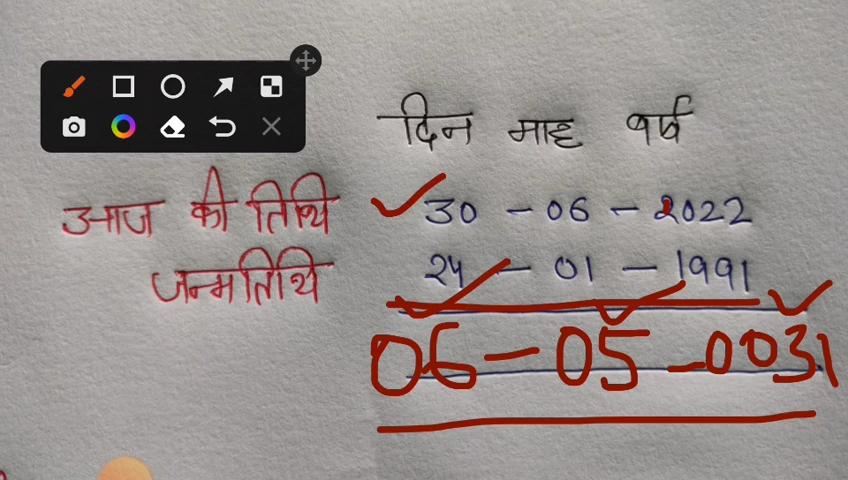 दिन माह वर्ष
आज की तिथि 30 - 06 - 2022
जन्मतिथि 24 - 01 - 1991
06 - 05 - 0031